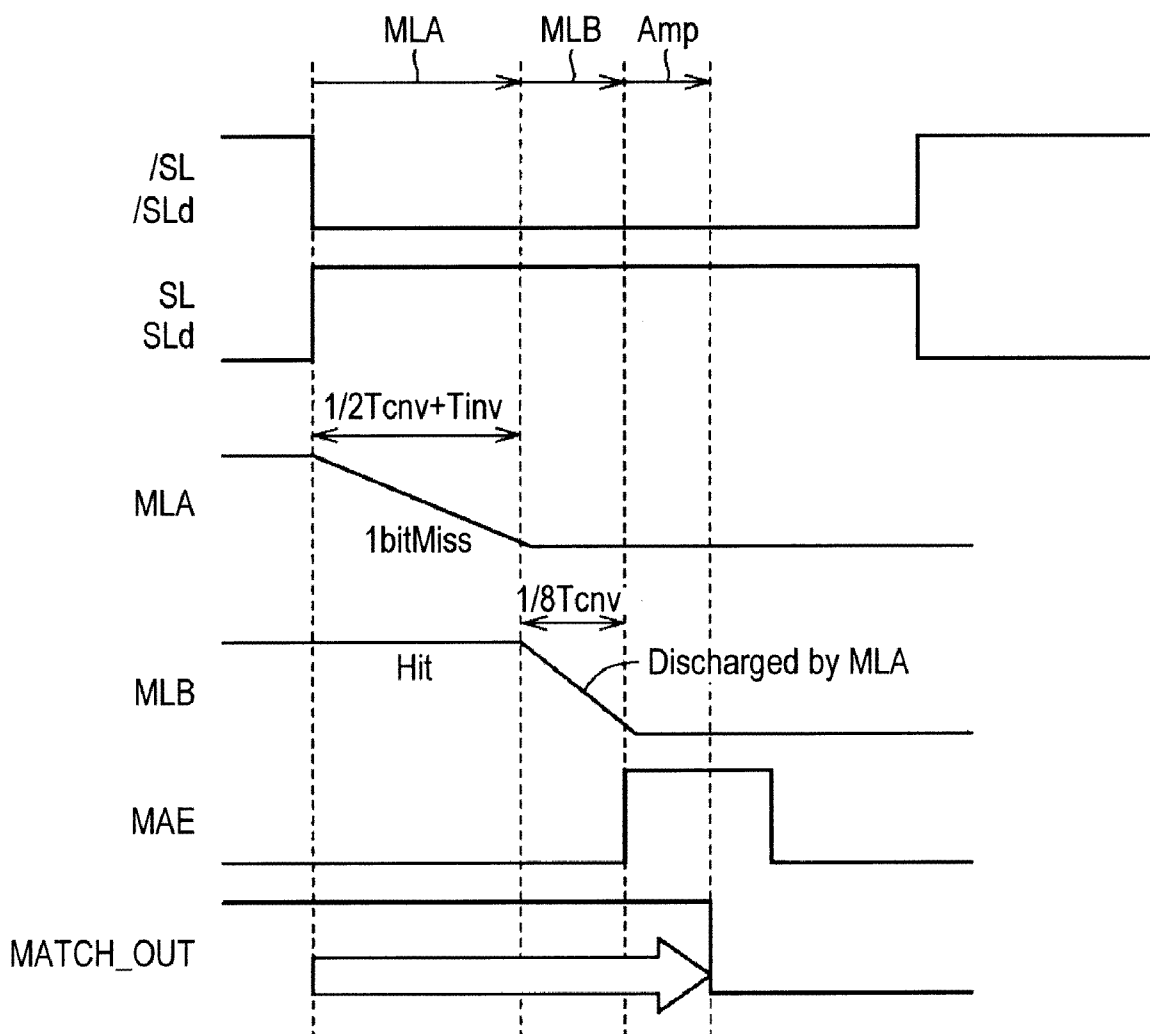 MLA MLB Amp
/SL
/SLd
SL
SLd
1/2Tcnv+Tinv
MLA
1bitMiss
1/8Tcnv
Hit
Discharged by MLA
MLB
MAE
MATCH_OUT